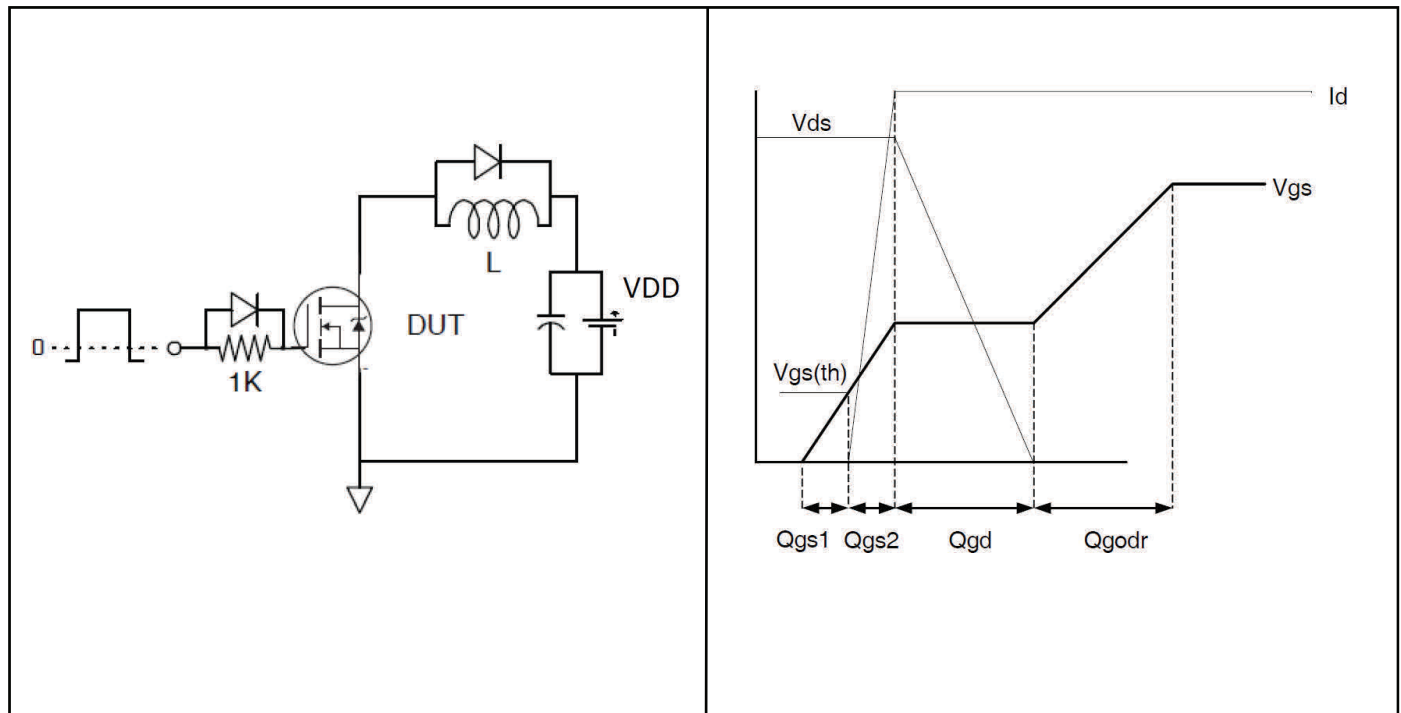 L
VDD
DUT
0
1K
Id
Vds
Vgs
Vgs(th)
Qgs1 Qgs2 Qgd Qgodr